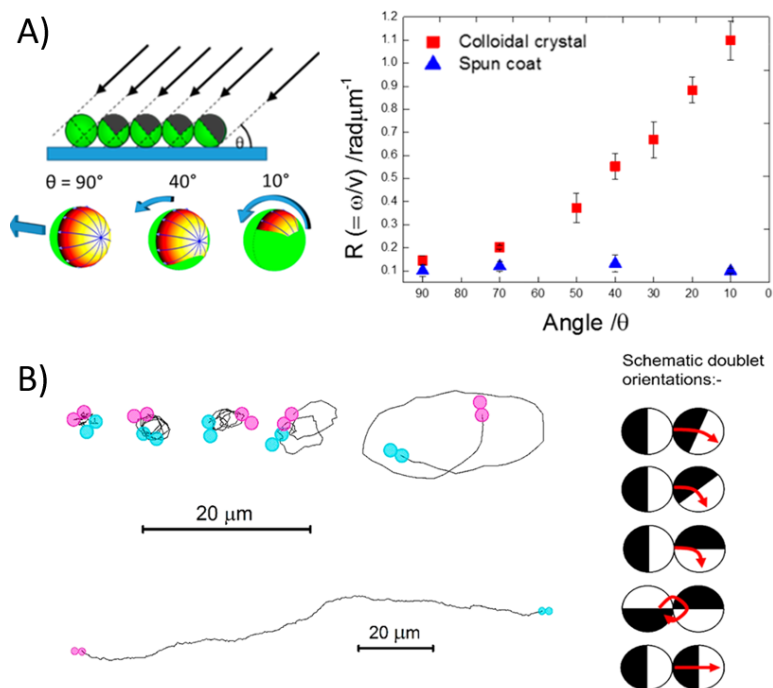 A)
θ
θ = 90°
40°
10°
R (= ω/v) /radμm⁻¹
1.2
1.1
1.0
0.9
0.8
0.7
0.6
0.5
0.4
0.3
0.2
0.1
Colloidal crystal
Spun coat
90 80 70 60 50 40 30 20 10 0
Angle /θ
B)
20 μm
20 μm
Schematic doublet
orientations:-